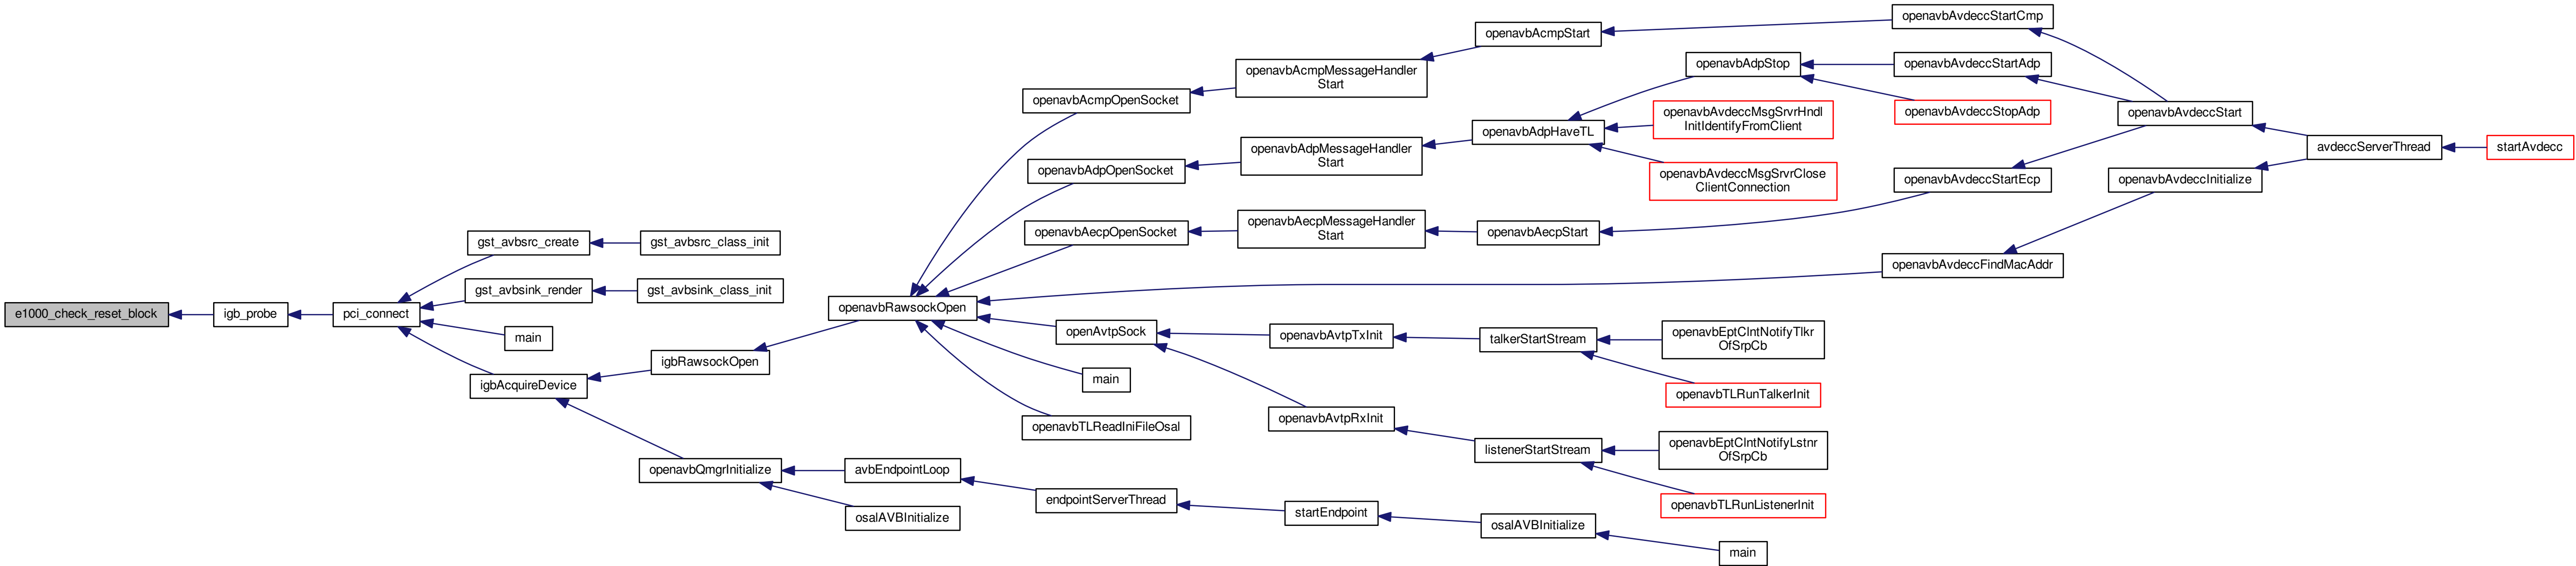 e1000_check_reset_block
igb_probe
pci_connect
gst_avbsrc_create
gst_avbsrc_class_init
gst_avbsink_render
gst_avbsink_class_init
main
igbAcquireDevice
igbRawsockOpen
openavbRawsockOpen
openavbAcmpOpenSocket
openavbAcmpMessageHandler
Start
openavbAcmpStart
openavbAvdeccStartCmp
openavbAdpOpenSocket
openavbAdpMessageHandler
Start
openavbAdpHaveTL
openavbAdpStop
openavbAvdeccStartAdp
openavbAvdeccStopAdp
openavbAvdeccMsgSrvrHndl
InitIdentifyFromClient
openavbAvdeccMsgSrvrClose
ClientConnection
openavbAvdeccStart
avdeccServerThread
startAvdecc
openavbAvdeccInitialize
openavbAecpOpenSocket
openavbAecpMessageHandler
Start
openavbAecpStart
openavbAvdeccStartEcp
openavbAvdeccFindMacAddr
openAvtpSock
openavbAvtpTxInit
talkerStartStream
openavbEptClntNotifyTlkr
OfSrpCb
openavbTLRunTalkerInit
main
openavbAvtpRxInit
listenerStartStream
openavbEptClntNotifyLstnr
OfSrpCb
openavbTLRunListenerInit
openavbTLReadIniFileOsal
openavbQmgrInitialize
avbEndpointLoop
endpointServerThread
startEndpoint
osalAVBInitialize
main
osalAVBInitialize